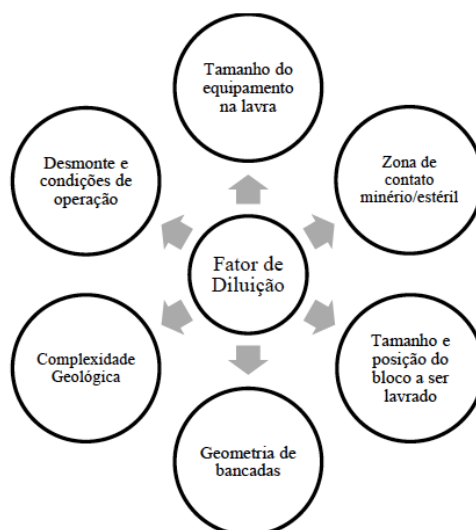 Tamanho do
equipamento
na lavra
Desmonte e
condições de
operação
Zona de
contato
minério/estéril
Fator de
Diluição
Complexidade
Geológica
Tamanho e
posição do
bloco a ser
lavrado
Geometria de
bancadas